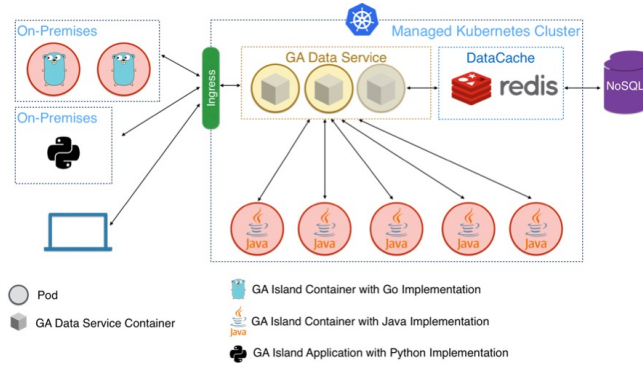 On-Premises
Managed Kubernetes Cluster
GA Data Service
DataCache
redis
NoSQL
Ingress
On-Premises
Java
Java
Java
Java
Java
Pod
GA Data Service Container
GA Island Container with Go Implementation
Java
GA Island Container with Java Implementation
GA Island Application with Python Implementation